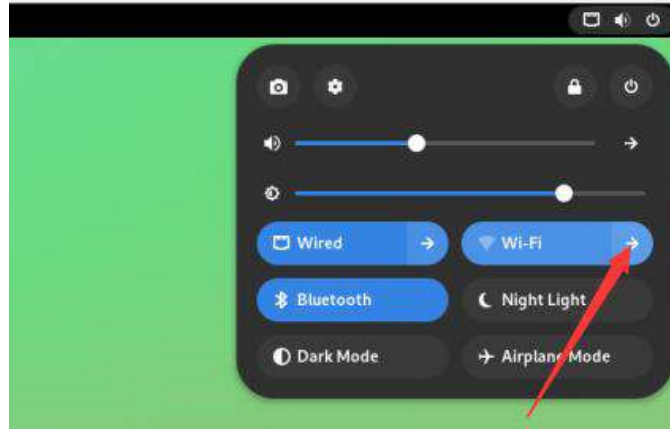 Wired
Wi-Fi
Bluetooth
Night Light
Dark Mode
Airplane Mode